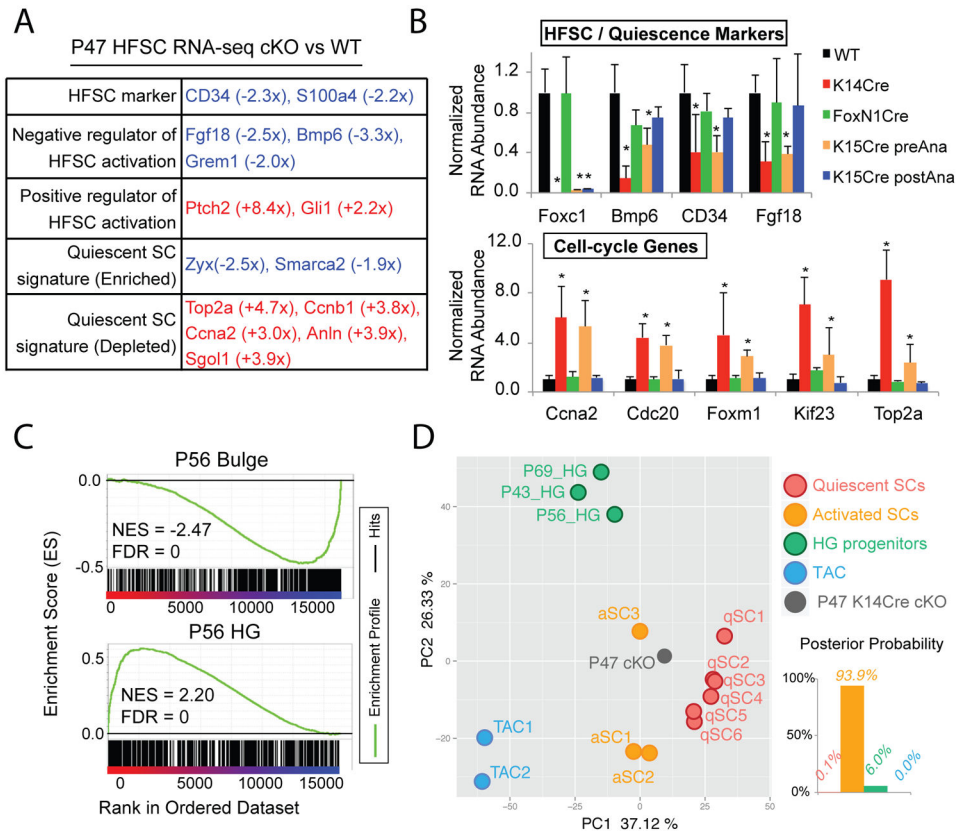 A
P47 HFSC RNA-seq cKO vs WT
HFSC marker
CD34 (-2.3x), S100a4 (-2.2x)
Negative regulator of
HFSC activation
Fgf18 (-2.5x), Bmp6 (-3.3x),
Grem1 (-2.0x)
Positive regulator of
HFSC activation
Ptch2 (+8.4x), Gli1 (+2.2x)
Quiescent SC
signature (Enriched)
Zyx(-2.5x), Smarca2 (-1.9x)
Quiescent SC
signature (Depleted)
Top2a (+4.7x), Ccnb1 (+3.8x),
Ccna2 (+3.0x), Anln (+3.9x),
Sgol1 (+3.9x)
B
HFSC / Quiescence Markers
Normalized
RNA Abundance
1.2
0.8
0.4
0.0
*
**
*
*
*
*
*
*
Foxc1
Bmp6
CD34
Fgf18
WT
K14Cre
FoxN1Cre
K15Cre preAna
K15Cre postAna
Cell-cycle Genes
Normalized
RNA Abundance
12.0
8.0
4.0
0.0
*
*
*
*
*
*
*
*
*
*
Ccna2
Cdc20
Foxm1
Kif23
Top2a
C
P56 Bulge
0.0
-0.5
NES = -2.47
FDR = 0
0
5000
10000
15000
P56 HG
0.5
0.0
NES = 2.20
FDR = 0
0
5000
10000
15000
Rank in Ordered Dataset
Enrichment Score (ES)
Enrichment Profile
Hits
D
P69_HG
P43_HG
P56_HG
aSC3
P47 cKO
qSC1
qSC2
qSC3
qSC4
qSC5
qSC6
TAC1
TAC2
aSC1
aSC2
PC2 26.33 %
40
20
0
-20
-50
-25
0
25
50
PC1 37.12 %
Quiescent SCs
Activated SCs
HG progenitors
TAC
P47 K14Cre cKO
Posterior Probability
100%
50%
0%
0.1%
93.9%
6.0%
0.0%